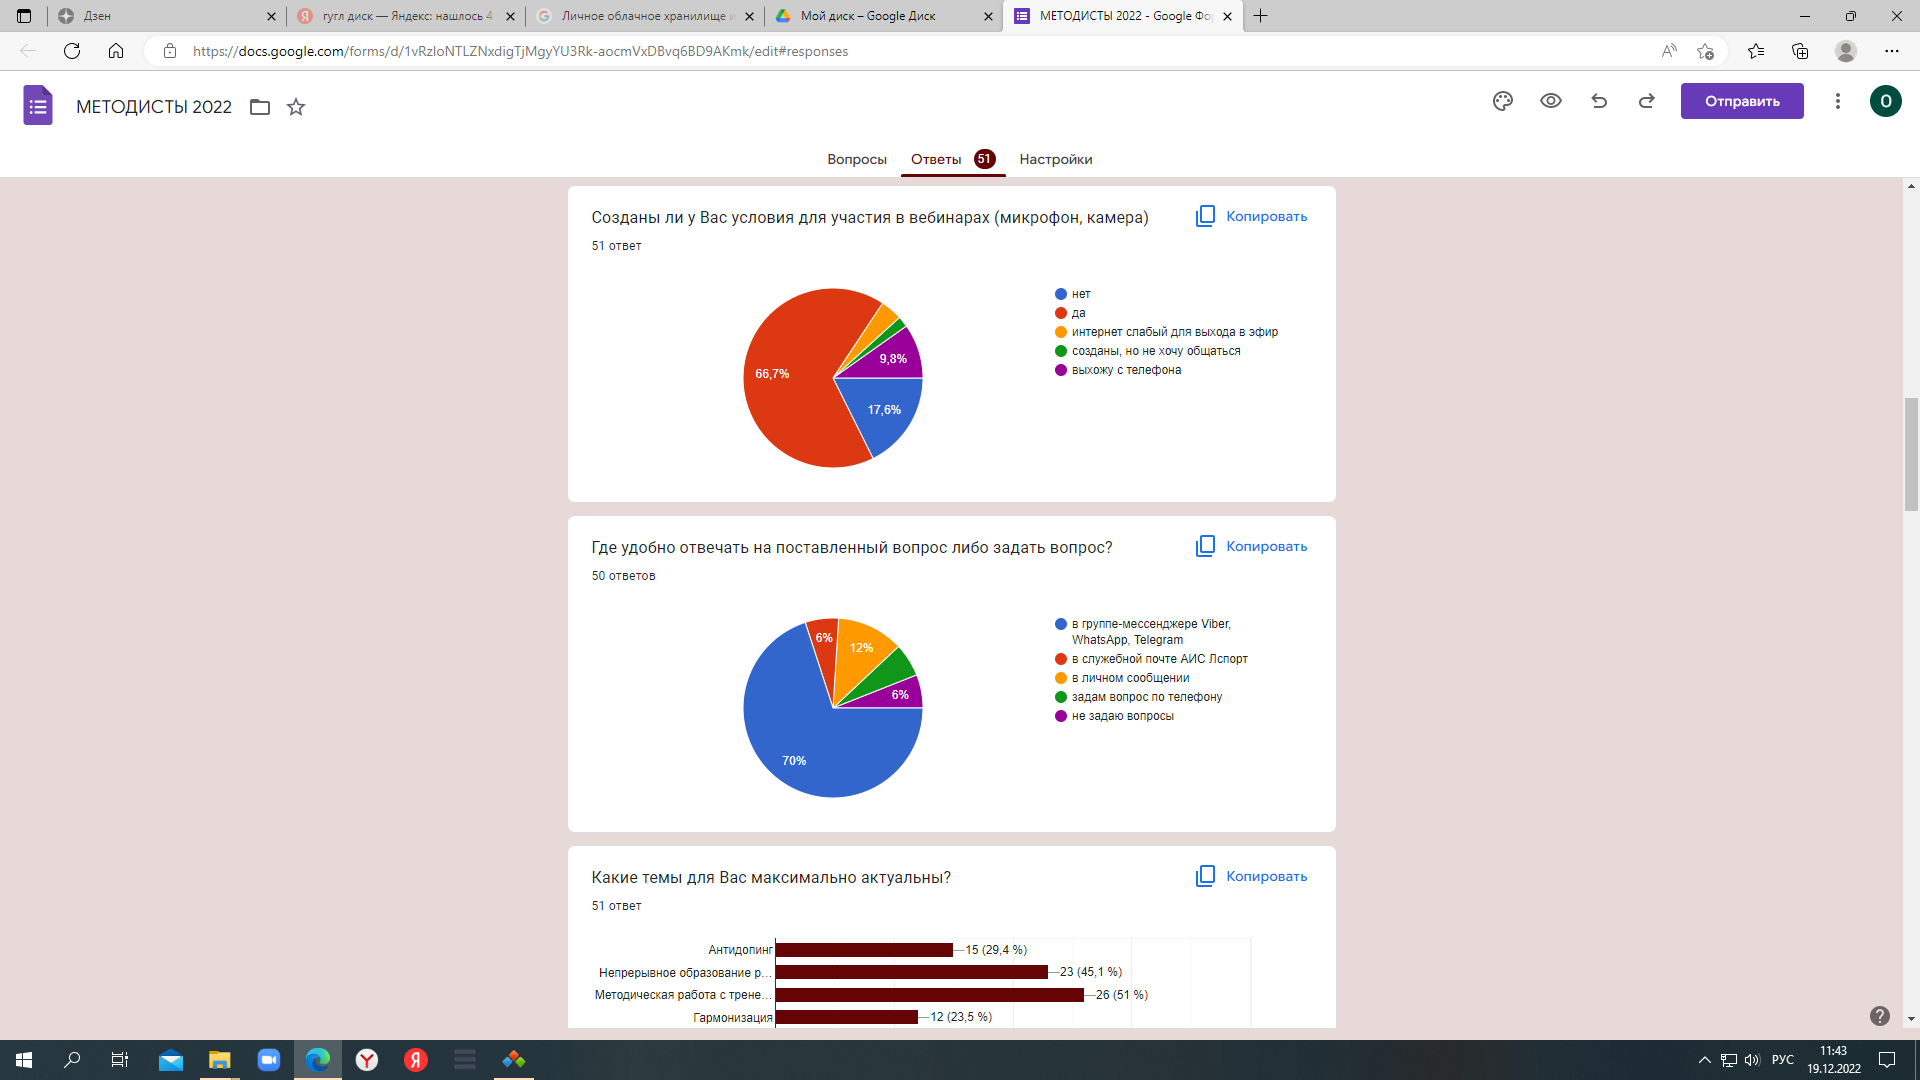 Дзен
гугл диск — Яндекс: нашлось 4
Личное облачное хранилище и
Мой диск – Google Диск
МЕТОДИСТЫ 2022 - Google Фо
https://docs.google.com/forms/d/1vRzIoNTLZNxdigTjMgyYU3Rk-aocmVxDBvq6BD9AKmk/edit#responses
МЕТОДИСТЫ 2022
Отправить
О
Вопросы
Ответы 51
Настройки
Созданы ли у Вас условия для участия в вебинарах (микрофон, камера)
Копировать
51 ответ
нет
да
интернет слабый для выхода в эфир
созданы, но не хочу общаться
выхожу с телефона
66,7%
9,8%
17,6%
Где удобно отвечать на поставленный вопрос либо задать вопрос?
Копировать
50 ответов
в группе-мессенджере Viber,
WhatsApp, Telegram
в служебной почте АИС Лспорт
в личном сообщении
задам вопрос по телефону
не задаю вопросы
6%
12%
6%
70%
Какие темы для Вас максимально актуальны?
Копировать
51 ответ
Антидопинг 15 (29,4 %)
Непрерывное образование р... 23 (45,1 %)
Методическая работа с трене... 26 (51 %)
Гармонизация 12 (23,5 %)
РУС
11:43
19.12.2022